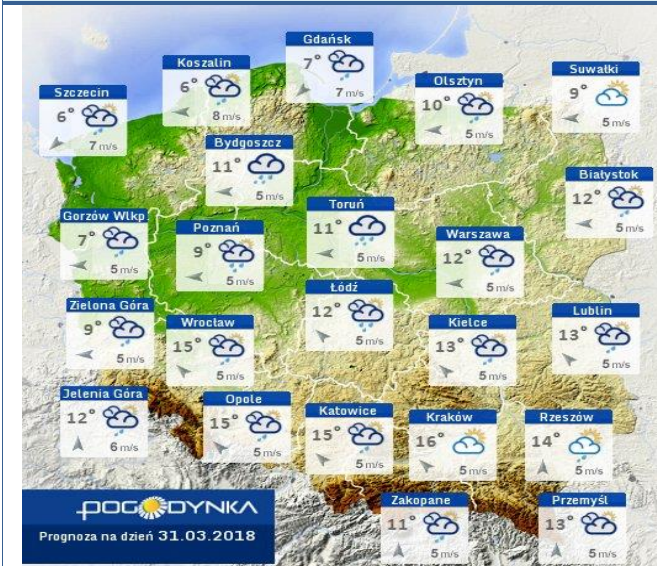 Gdańsk
7°
7 m/s
Koszalin
6°
8 m/s
Szczecin
6°
7 m/s
Olsztyn
10°
5 m/s
Suwałki
9°
5 m/s
Bydgoszcz
11°
5 m/s
Białystok
12°
5 m/s
Gorzów Wlkp
7°
5 m/s
Poznań
9°
5 m/s
Toruń
11°
5 m/s
Warszawa
12°
5 m/s
Zielona Góra
9°
5 m/s
Wrocław
15°
5 m/s
Łódź
12°
5 m/s
Kielce
13°
5 m/s
Lublin
13°
5 m/s
Jelenia Góra
12°
6 m/s
Opole
15°
5 m/s
Katowice
15°
5 m/s
Kraków
16°
5 m/s
Rzeszów
14°
5 m/s
Zakopane
11°
5 m/s
Przemyśl
13°
5 m/s
POGODYNKA
Prognoza na dzień 31.03.2018